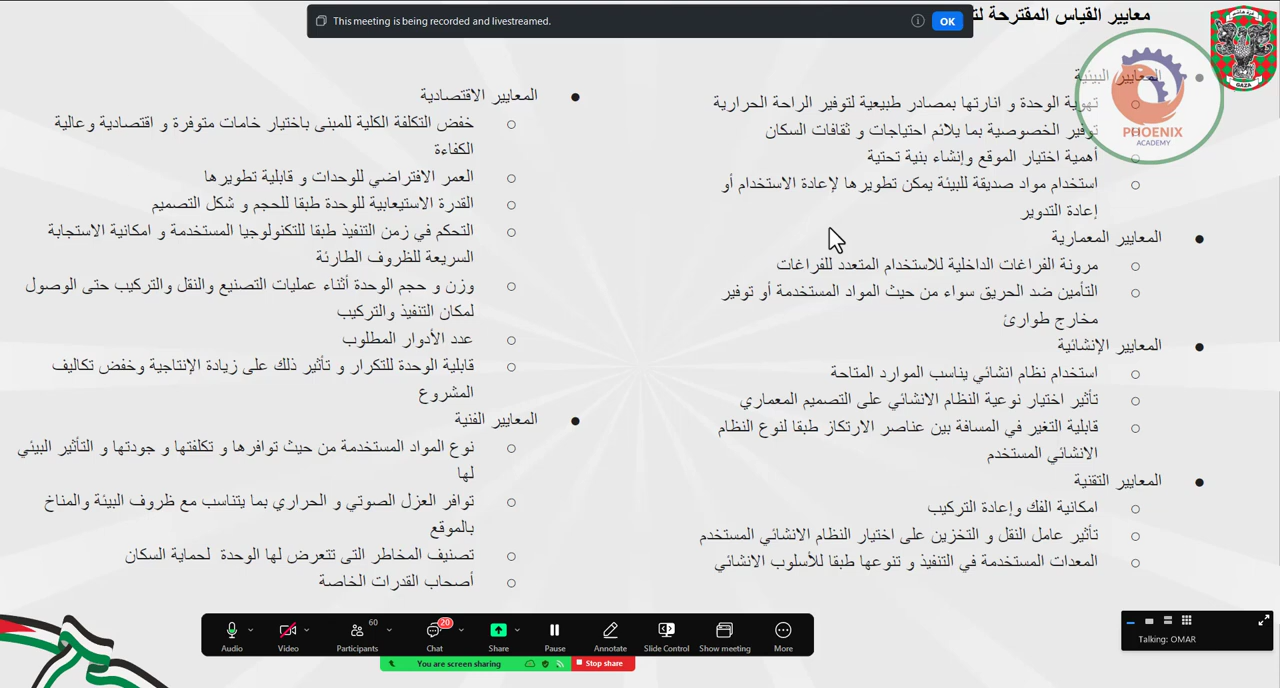 This meeting is being recorded and livestreamed.
OK
معايير القياس المقترحة
GAZA
PHOENIX
ACADEMY
المعايير البيئية
تهوية الوحدة و انارتها بمصادر طبيعية لتوفير الراحة الحرارية
توفير الخصوصية بما يلائم احتياجات و ثقافات السكان
أهمية اختيار الموقع وإنشاء بنية تحتية
استخدام مواد صديقة للبيئة يمكن تطويرها لإعادة الاستخدام أو
إعادة التدوير
المعايير المعمارية
مرونة الفراغات الداخلية للاستخدام المتعدد للفراغات
التأمين ضد الحريق سواء من حيث المواد المستخدمة أو توفير
مخارج طوارئ
المعايير الإنشائية
استخدام نظام انشائي يناسب الموارد المتاحة
تأثير اختيار نوعية النظام الانشائي على التصميم المعماري
قابلية التغير في المسافة بين عناصر الارتكاز طبقا لنوع النظام
الانشائي المستخدم
المعايير التقنية
امكانية الفك وإعادة التركيب
تأثير عامل النقل و التخزين على اختيار النظام الانشائي المستخدم
المعدات المستخدمة في التنفيذ و تنوعها طبقا للأسلوب الانشائي
المعايير الاقتصادية
خفض التكلفة الكلية للمبنى باختيار خامات متوفرة و اقتصادية وعالية
الكفاءة
العمر الافتراضي للوحدات و قابلية تطويرها
القدرة الاستيعابية للوحدة طبقا للحجم و شكل التصميم
التحكم في زمن التنفيذ طبقا للتكنولوجيا المستخدمة و امكانية الاستجابة
السريعة للظروف الطارئة
وزن و حجم الوحدة أثناء عمليات التصنيع والنقل والتركيب حتى الوصول
لمكان التنفيذ والتركيب
عدد الأدوار المطلوب
قابلية الوحدة للتكرار و تأثير ذلك على زيادة الإنتاجية وخفض تكاليف
المشروع
المعايير الفنية
نوع المواد المستخدمة من حيث توافرها و تكلفتها و جودتها و التأثير البيئي
لها
توافر العزل الصوتي و الحراري بما يتناسب مع ظروف البيئة والمناخ
بالموقع
تصنيف المخاطر التى تتعرض لها الوحدة لحماية السكان
أصحاب القدرات الخاصة
Audio
Video
60
Participants
20
Chat
Share
Pause
Annotate
Slide Control
Show meeting
More
You are screen sharing
Stop share
Talking: OMAR